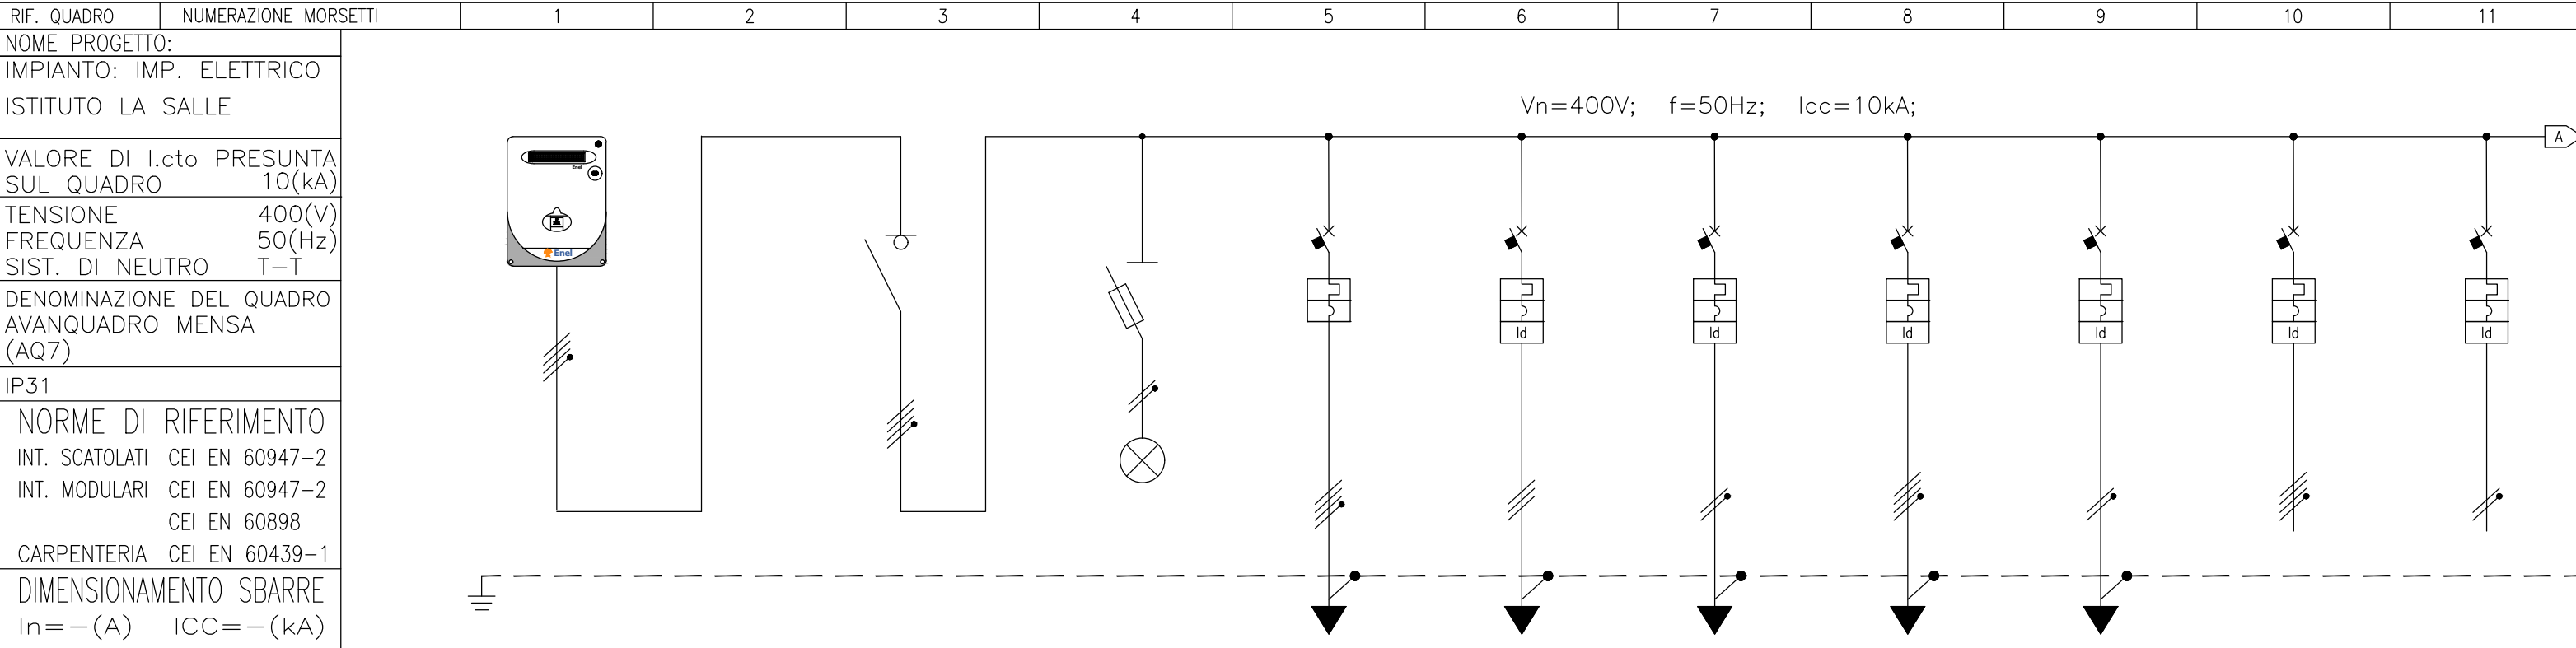 RIF. QUADRO NUMERAZIONE MORSETTI 1 2 3 4 5 6 7 8 9 10 11
NOME PROGETTO:
IMPIANTO: IMP. ELETTRICO
ISTITUTO LA SALLE
VALORE DI I.cto PRESUNTA
SUL QUADRO 10(kA)
TENSIONE 400(V)
FREQUENZA 50(Hz)
SIST. DI NEUTRO T-T
DENOMINAZIONE DEL QUADRO
AVANQUADRO MENSA
(AQ7)
IP31
NORME DI RIFERIMENTO
INT. SCATOLATI CEI EN 60947-2
INT. MODULARI CEI EN 60947-2
CEI EN 60898
CARPENTERIA CEI EN 60439-1
DIMENSIONAMENTO SBARRE
In=-(A) ICC=-(kA)
Vn=400V; f=50Hz; Icc=10kA;
A
Enel
Enel
Id Id Id Id Id Id